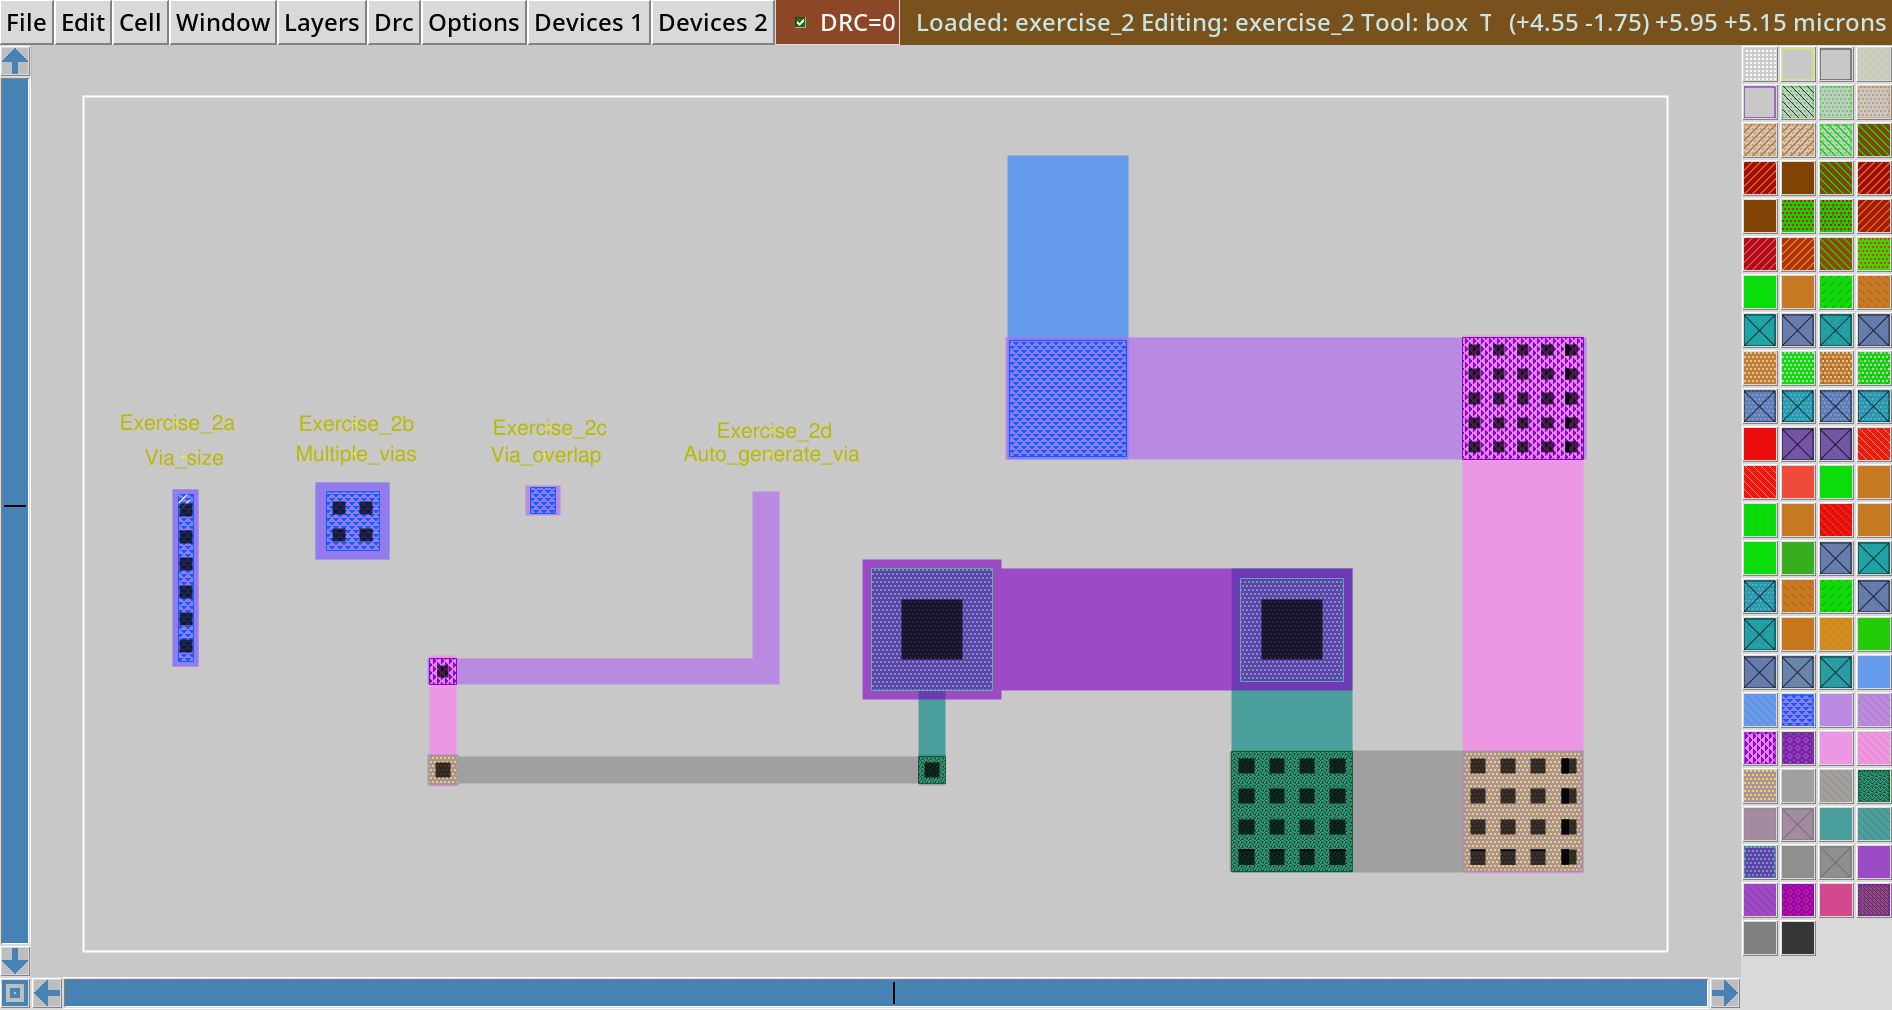 File Edit Cell Window Layers Drc Options Devices 1 Devices 2 DRC=0 Loaded: exercise_2 Editing: exercise_2 Tool: box T (+4.55 -1.75) +5.95 +5.15 microns
Exercise_2a
Via_size
Exercise_2b
Multiple_vias
Exercise_2c
Via_overlap
Exercise_2d
Auto_generate_via